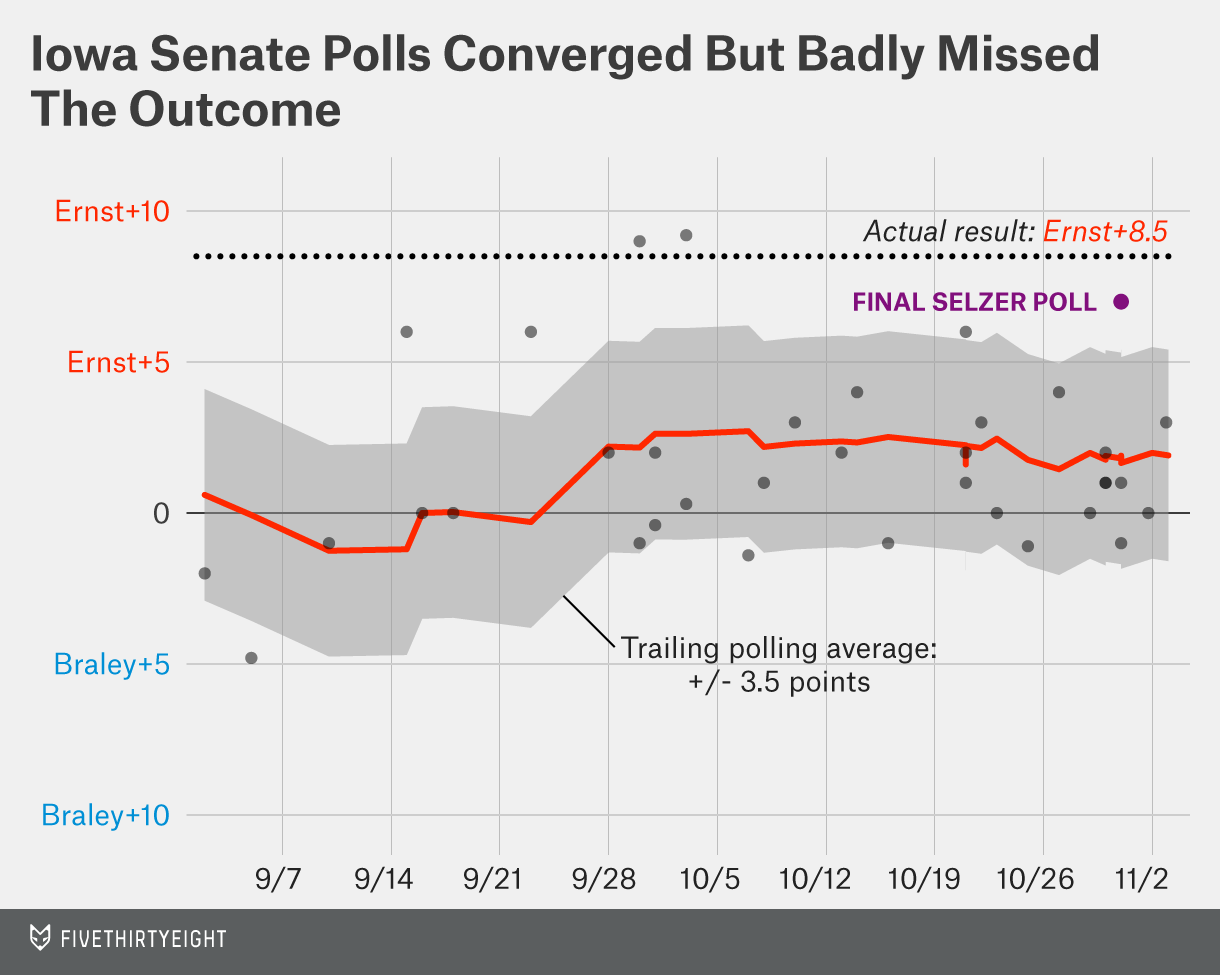 Iowa Senate Polls Converged But Badly Missed
The Outcome
Ernst+10
Actual result: Ernst+8.5
FINAL SELZER POLL
Ernst+5
0
Trailing polling average:
+/- 3.5 points
Braley+5
Braley+10
9/7 9/14 9/21 9/28 10/5 10/12 10/19 10/26 11/2
FIVETHIRTYEIGHT